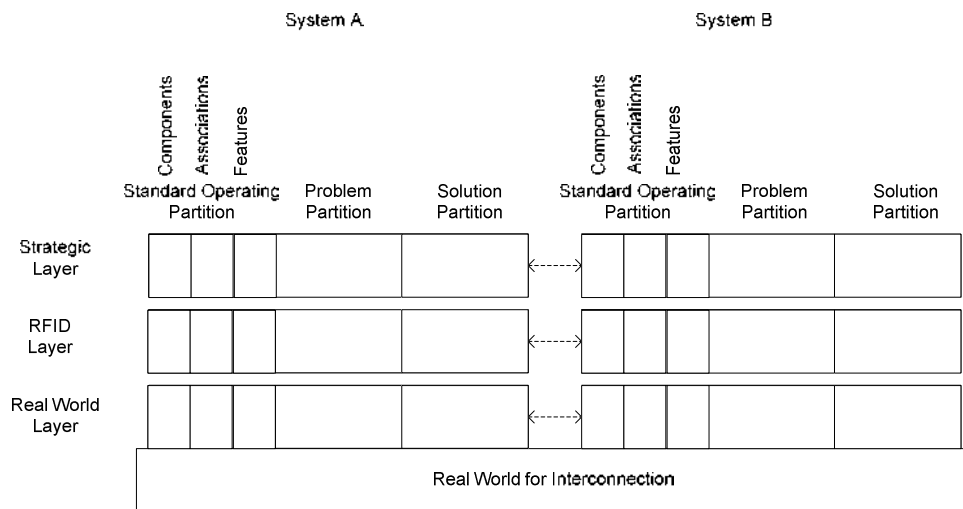 System A
System B
Components
Associations
Features
Components
Associations
Features
Standard Operating
Partition
Problem
Partition
Solution
Partition
Standard Operating
Partition
Problem
Partition
Solution
Partition
Strategic
Layer
RFID
Layer
Real World
Layer
Real World for Interconnection